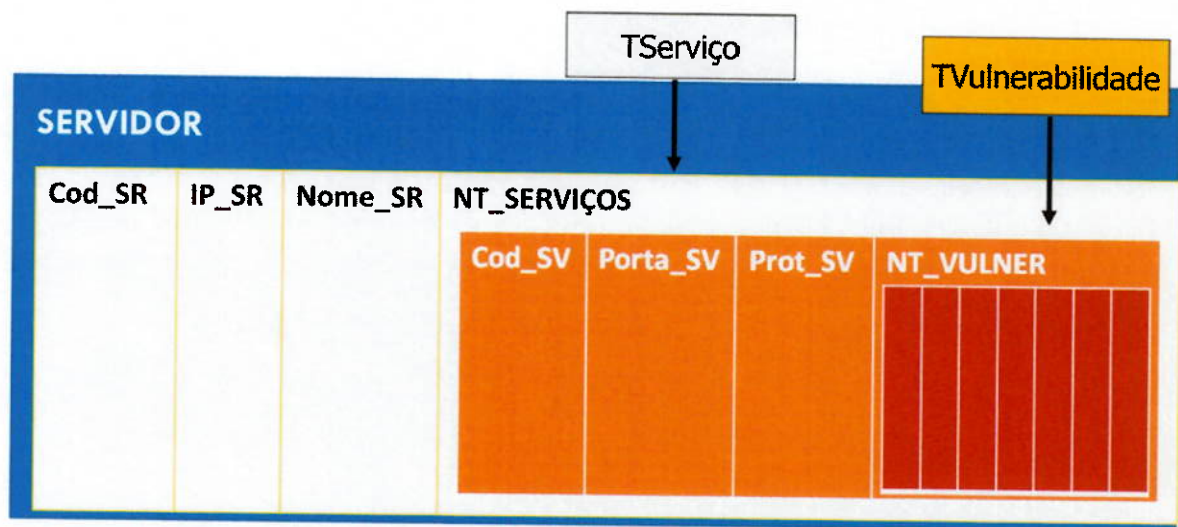 TServiço
TVulnerabilidade
SERVIDOR
Cod_SR IP_SR Nome_SR NT_SERVIÇOS
Cod_SV Porta_SV Prot_SV NT_VULNER